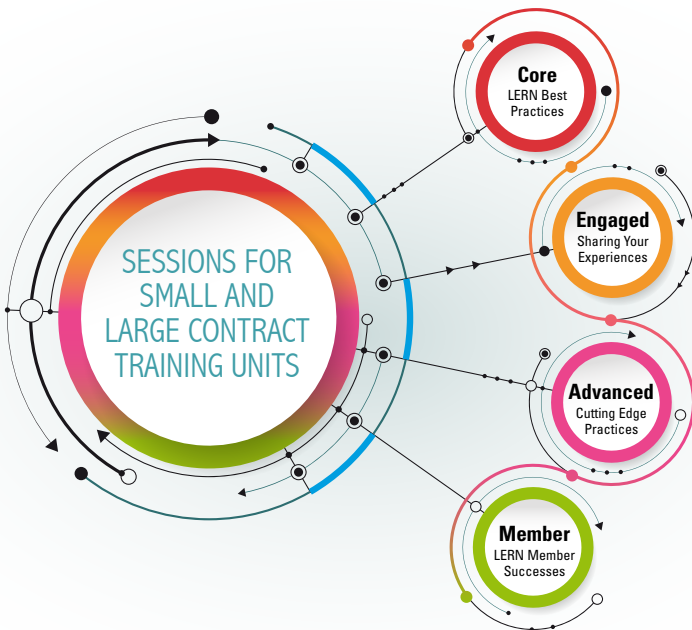 SESSIONS FOR
SMALL AND
LARGE CONTRACT
TRAINING UNITS
Core
LERN Best
Practices
Engaged
Sharing Your
Experiences
Advanced
Cutting Edge
Practices
Member
LERN Member
Successes